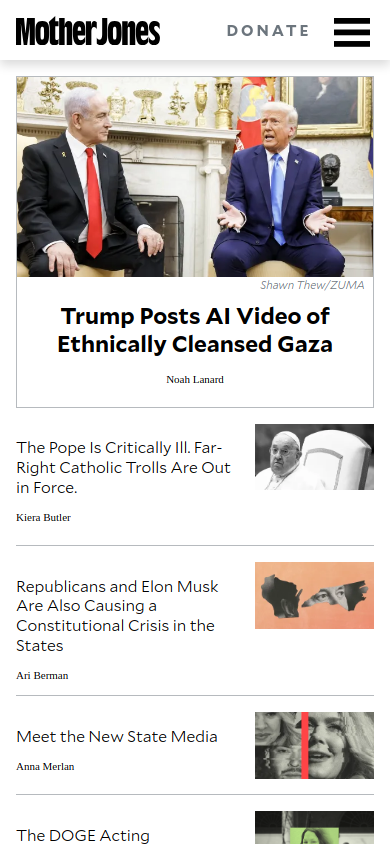 Mother Jones
DONATE
Shawn Thew/ZUMA
Trump Posts AI Video of
Ethnically Cleansed Gaza
Noah Lanard
The Pope Is Critically Ill. Far-
Right Catholic Trolls Are Out
in Force.
Kiera Butler
Republicans and Elon Musk
Are Also Causing a
Constitutional Crisis in the
States
Ari Berman
Meet the New State Media
Anna Merlan
The DOGE Acting